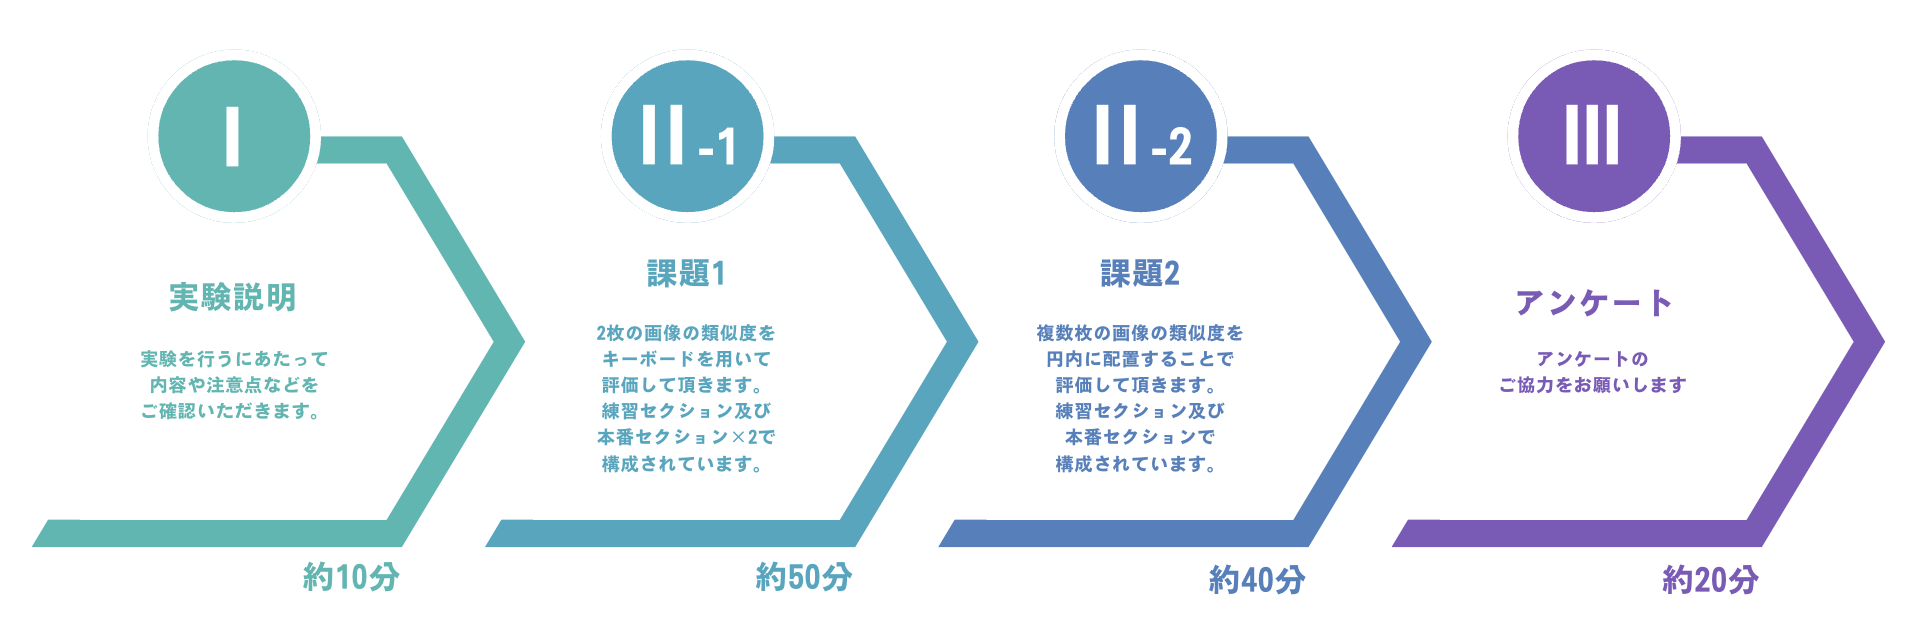 I
実験説明
実験を行うにあたって
内容や注意点などを
ご確認いただきます。
約10分
II-1
課題1
2枚の画像の類似度を
キーボードを用いて
評価して頂きます。
練習セクション及び
本番セクション×2で
構成されています。
約50分
II-2
課題2
複数枚の画像の類似度を
円内に配置することで
評価して頂きます。
練習セクション及び
本番セクションで
構成されています。
約40分
III
アンケート
アンケートの
ご協力をお願いします
約20分